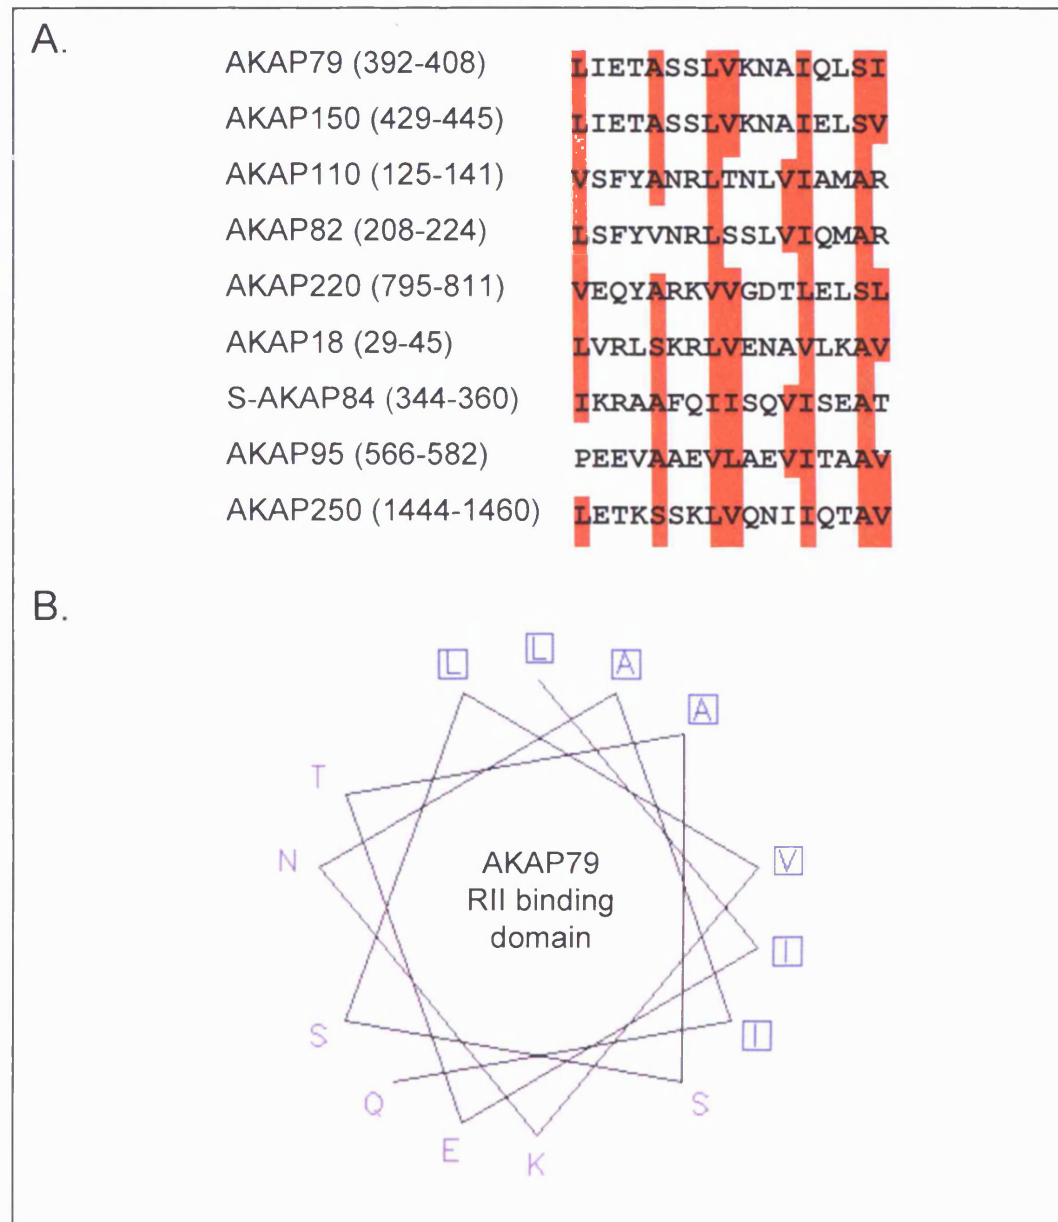 A.
AKAP79 (392-408) LIETASSLVKNAIQLSI
AKAP150 (429-445) LIETASSLVKNAIELSV
AKAP110 (125-141) VSFYANRLTNLVIAMAR
AKAP82 (208-224) LSFYVNRLSSLVIQMAR
AKAP220 (795-811) VEQYARKVVGDTLELSL
AKAP18 (29-45) LVRLSKRLVENAVLKAV
S-AKAP84 (344-360) IKRAAFQIISQVISEAT
AKAP95 (566-582) PEEVAAEVLAEVITAAV
AKAP250 (1444-1460) LETKSSKLVQNIIQTAV
B.
L L A
A
T
N V
AKAP79
RII binding
domain
I
S I
Q S
E K